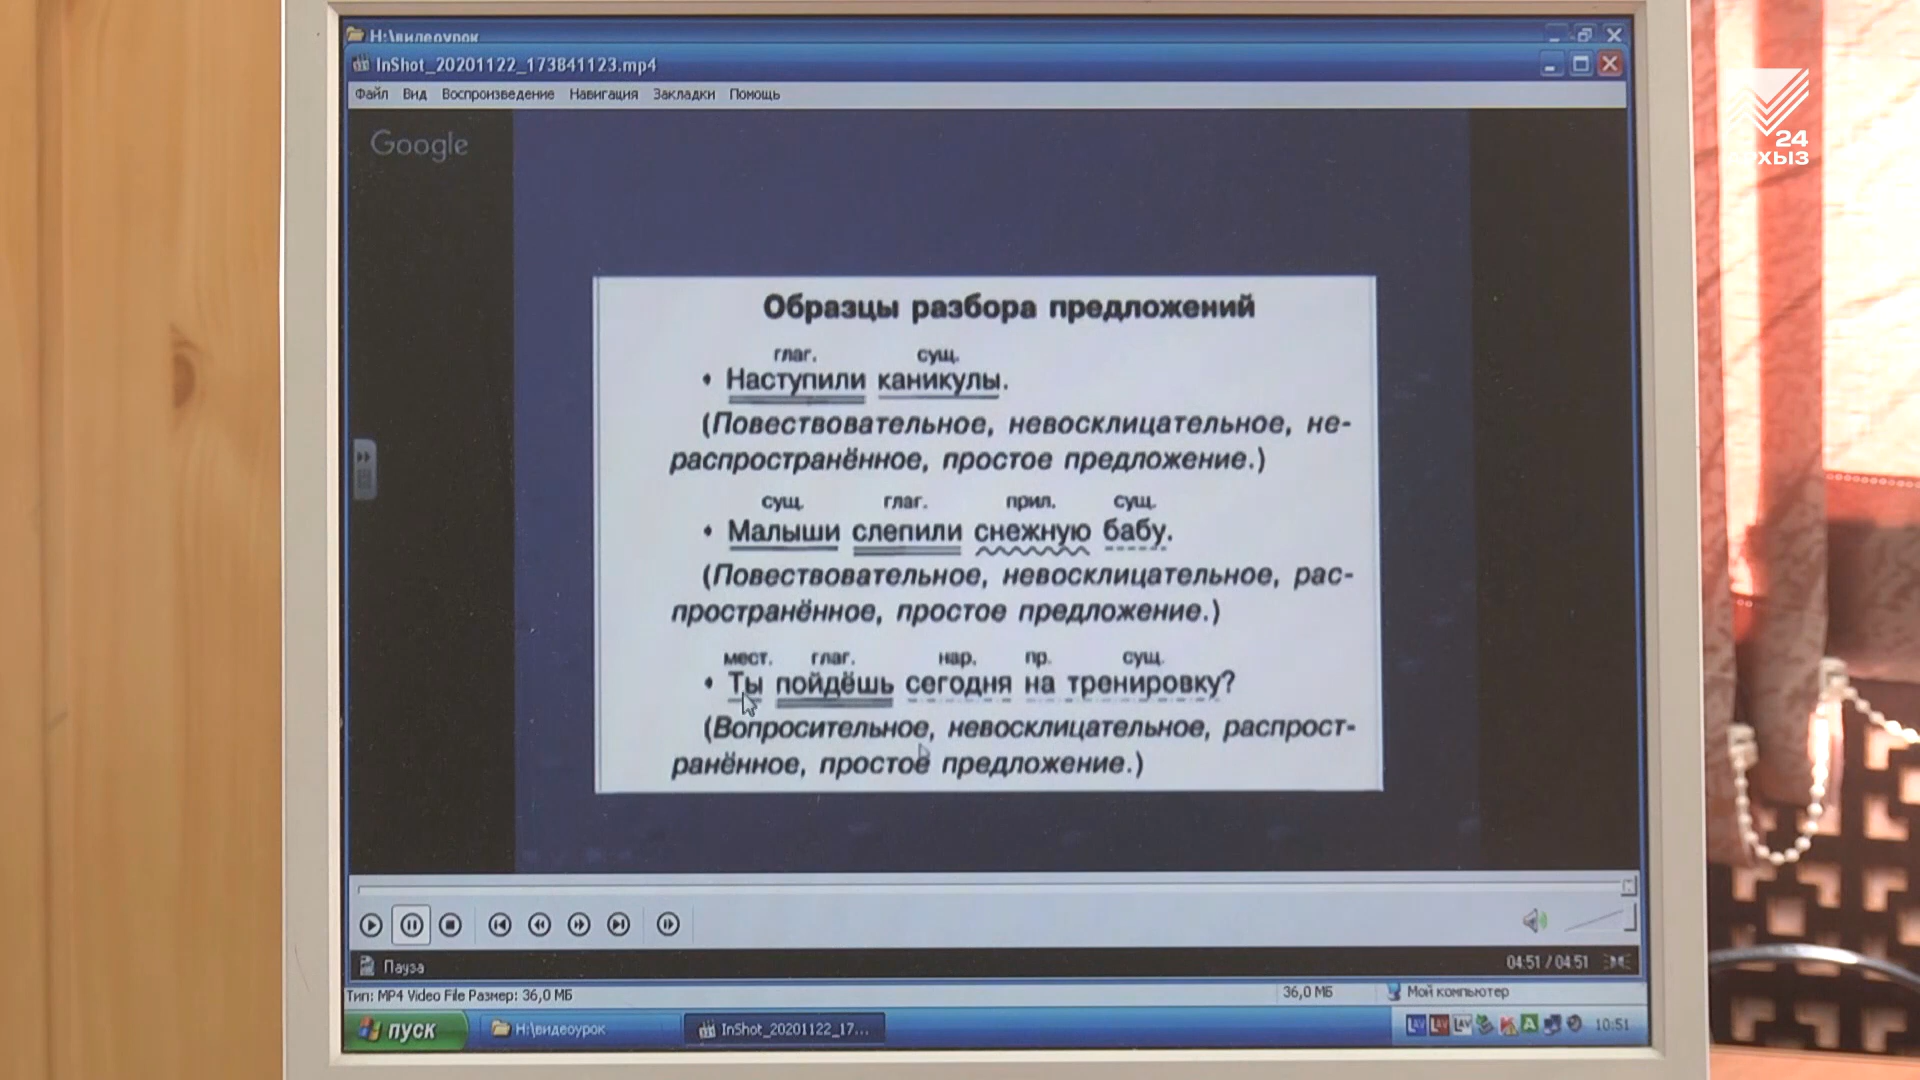 H:\видеоурок
InShot_20201122_173841123.mp4
Файл Вид Воспроизведение Навигация Закладки Помощь
Google
24
АРХЫЗ
Образцы разбора предложений
глаг. сущ.
• Наступили каникулы.
(Повествовательное, невосклицательное, не-
распространённое, простое предложение.)
сущ. глаг. прил. сущ.
• Малыши слепили снежную бабу.
(Повествовательное, невосклицательное, рас-
пространённое, простое предложение.)
мест. глаг. нар. пр. сущ.
• Ты пойдёшь сегодня на тренировку?
(Вопросительное, невосклицательное, распрост-
ранённое, простое предложение.)
Пауза 04:51 / 04:51
Тип: MP4 Video File Размер: 36,0 МБ 36,0 МБ Мой компьютер
пуск H:\видеоурок InShot_20201122_17... LAV LAV LAV A 10:51